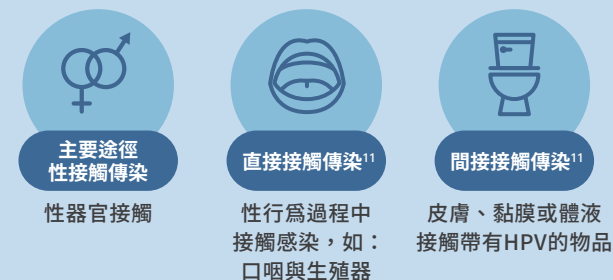 主要途徑
性接觸傳染
性器官接觸
直接接觸傳染11
性行爲過程中
接觸感染，如：
口咽與生殖器
間接接觸傳染11
皮膚、黏膜或體液
接觸帶有HPV的物品